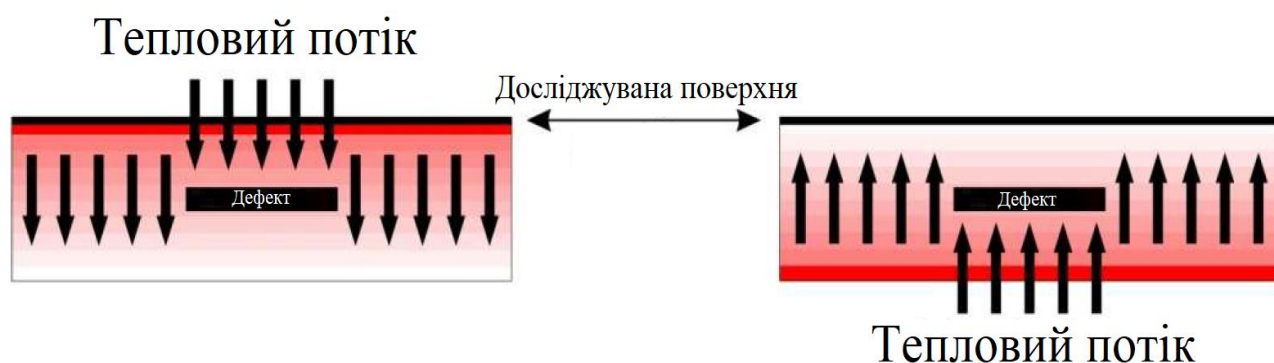 Тепловий потік
Досліджувана поверхня
Дефект
Дефект
Тепловий потік